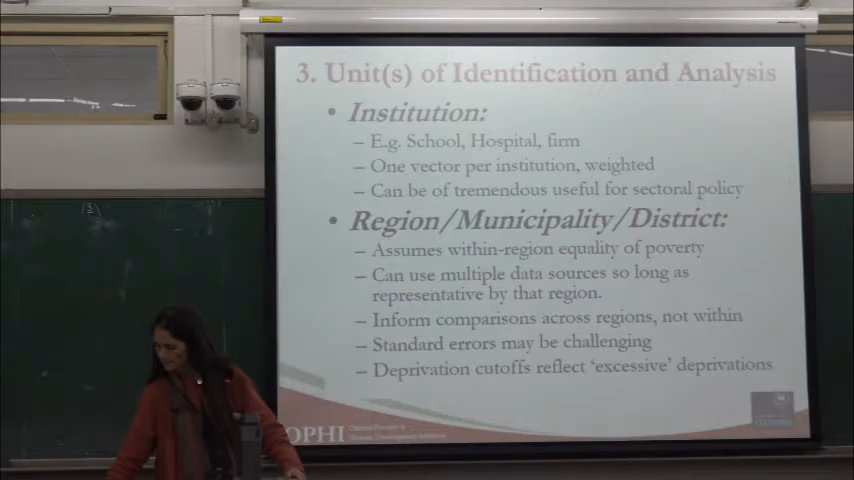 3. Unit(s) of Identification and Analysis
• Institution:
– E.g. School, Hospital, firm
– One vector per institution, weighted
– Can be of tremendous useful for sectoral policy
• Region/Municipality/District:
– Assumes within-region equality of poverty
– Can use multiple data sources so long as
representative by that region.
– Inform comparisons across regions, not within
– Standard errors may be challenging
– Deprivation cutoffs reflect ‘excessive’ deprivations
OPHI